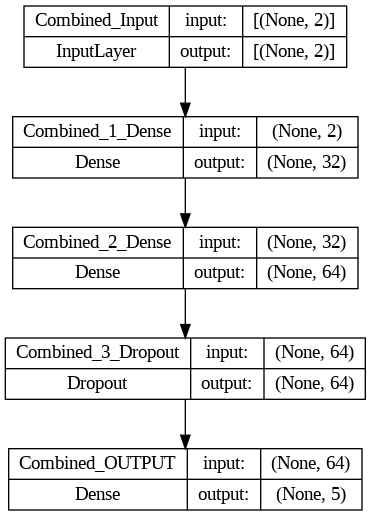 Combined_Input input: [(None, 2)]
InputLayer output: [(None, 2)]
Combined_1_Dense input: (None, 2)
Dense output: (None, 32)
Combined_2_Dense input: (None, 32)
Dense output: (None, 64)
Combined_3_Dropout input: (None, 64)
Dropout output: (None, 64)
Combined_OUTPUT input: (None, 64)
Dense output: (None, 5)